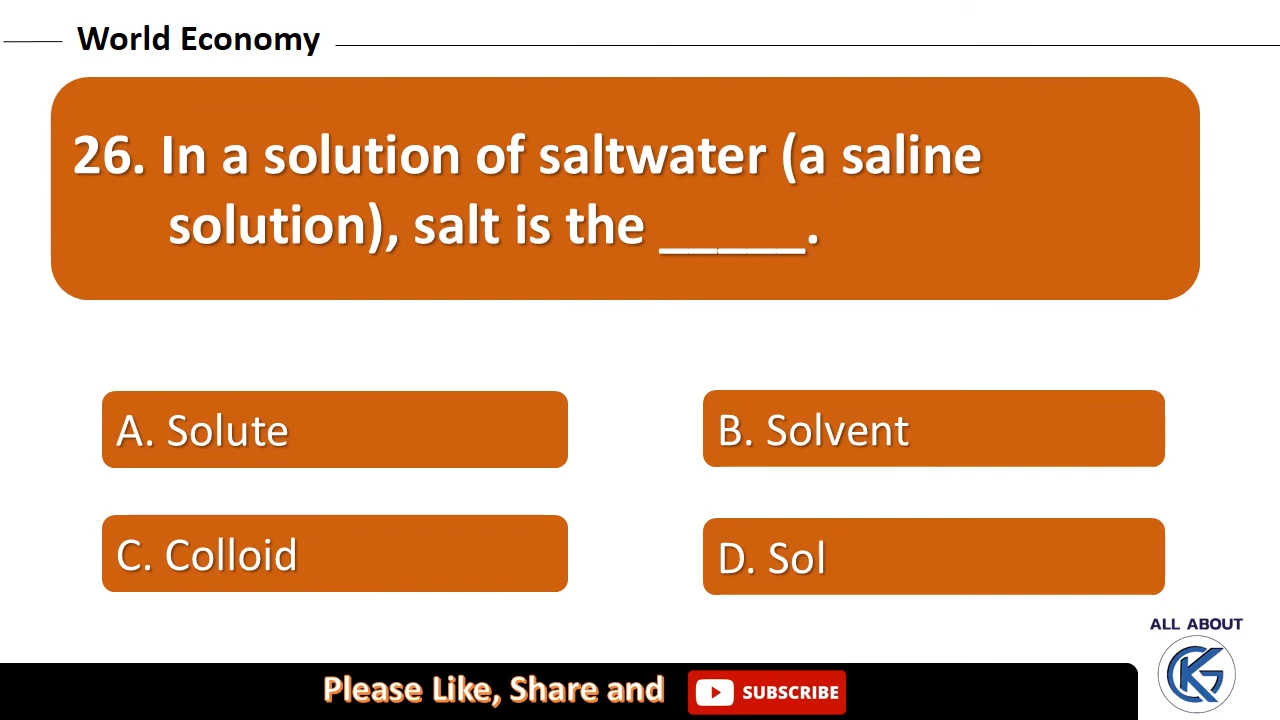 World Economy
26. In a solution of saltwater (a saline
solution), salt is the _____.
A. Solute
B. Solvent
C. Colloid
D. Sol
ALL ABOUT
GK
Please Like, Share and
SUBSCRIBE